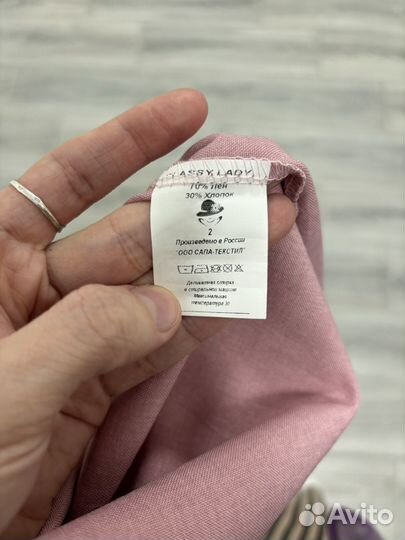 CLASSY LADY
70% Лен
30% Хлопок
2
Произведено в России
"ООО САПА-ТЕКСТИЛ"
Деликатная стирка
в стиральной машине
Максимальная
температура 30
Avito